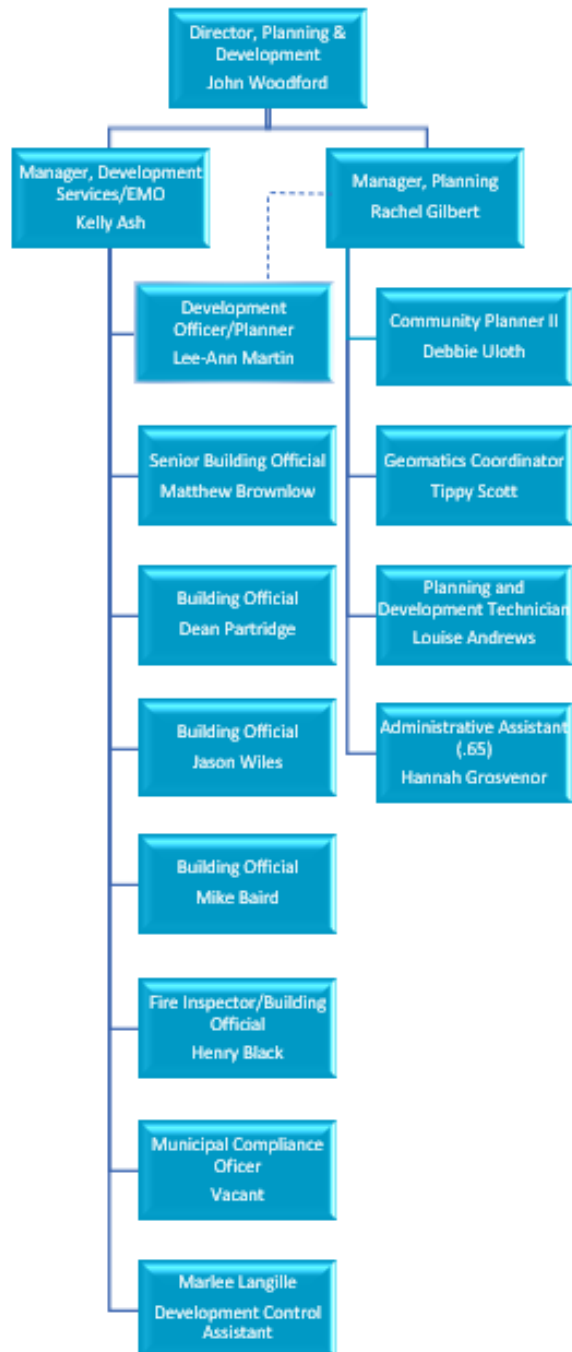 Director, Planning &
Development
John Woodford
Manager, Development
Services/EMO
Kelly Ash
Manager, Planning
Rachel Gilbert
Development
Officer/Planner
Lee-Ann Martin
Senior Building Official
Matthew Brownlow
Building Official
Dean Partridge
Building Official
Jason Wiles
Building Official
Mike Baird
Fire Inspector/Building
Official
Henry Black
Municipal Compliance
Oficer
Vacant
Marlee Langille
Development Control
Assistant
Community Planner II
Debbie Uloth
Geomatics Coordinator
Tippy Scott
Planning and
Development Technician
Louise Andrews
Administrative Assistant
(.65)
Hannah Grosvenor